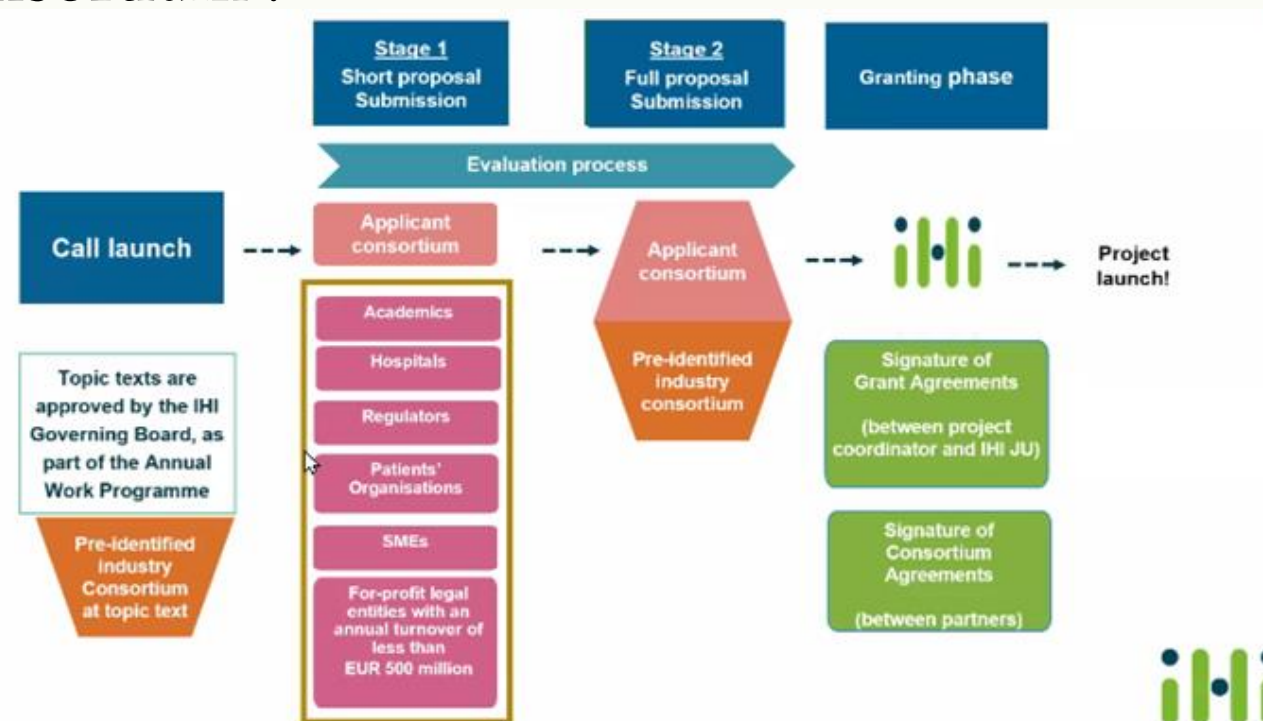 Stage 1
Short proposal
Submission
Stage 2
Full proposal
Submission
Granting phase
Evaluation process
Call launch
Applicant
consortium
Applicant
consortium
iHi
Project
launch!
Academics
Hospitals
Regulators
Patients'
Organisations
SMEs
For-profit legal
entities with an
annual turnover of
less than
EUR 500 million
Topic texts are
approved by the IHI
Governing Board, as
part of the Annual
Work Programme
Pre-identified
industry
Consortium
at topic text
Pre-identified
industry
consortium
Signature of
Grant Agreements
(between project
coordinator and IHI JU)
Signature of
Consortium
Agreements
(between partners)
iHi